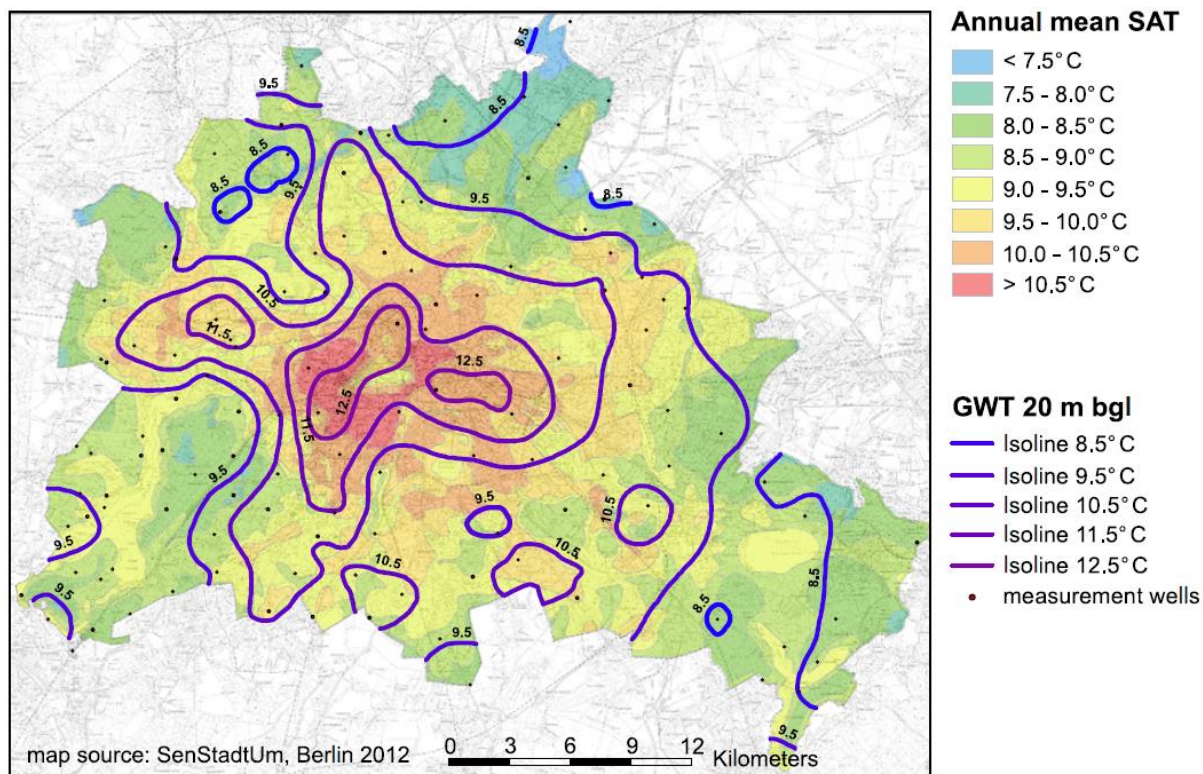 Annual mean SAT
< 7.5°C
7.5 - 8.0°C
8.0 - 8.5°C
8.5 - 9.0°C
9.0 - 9.5°C
9.5 - 10.0°C
10.0 - 10.5°C
> 10.5°C
GWT 20 m bgl
Isoline 8.5°C
Isoline 9.5°C
Isoline 10.5°C
Isoline 11.5°C
Isoline 12.5°C
measurement wells
8.5
9.5
8.5
8.5
8.5
9.5
9.5
8.5
10.5
11.5
12.5
12.5
11.5
9.5
9.5
10.5
9.5
10.5
10.5
8.5
9.5
8.5
9.5
9.5
map source: SenStadtUm, Berlin 2012
0 3 6 9 12
Kilometers